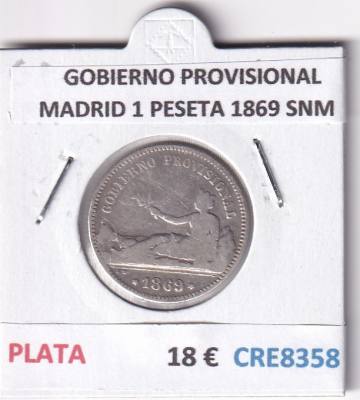 GOBIERNO PROVISIONAL
MADRID 1 PESETA 1869 SNM
GOBIERNO PROVISIONAL
1869
PLATA 18 € CRE8358